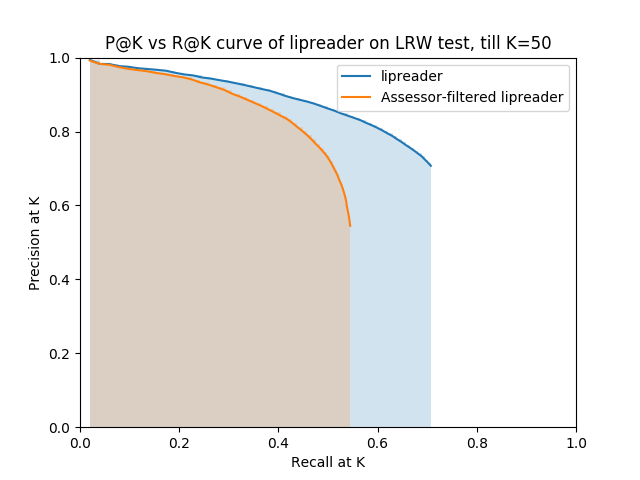 P@K vs R@K curve of lipreader on LRW test, till K=50
lipreader
Assessor-filtered lipreader
Precision at K
1.0
0.8
0.6
0.4
0.2
0.0
0.0 0.2 0.4 0.6 0.8 1.0
Recall at K